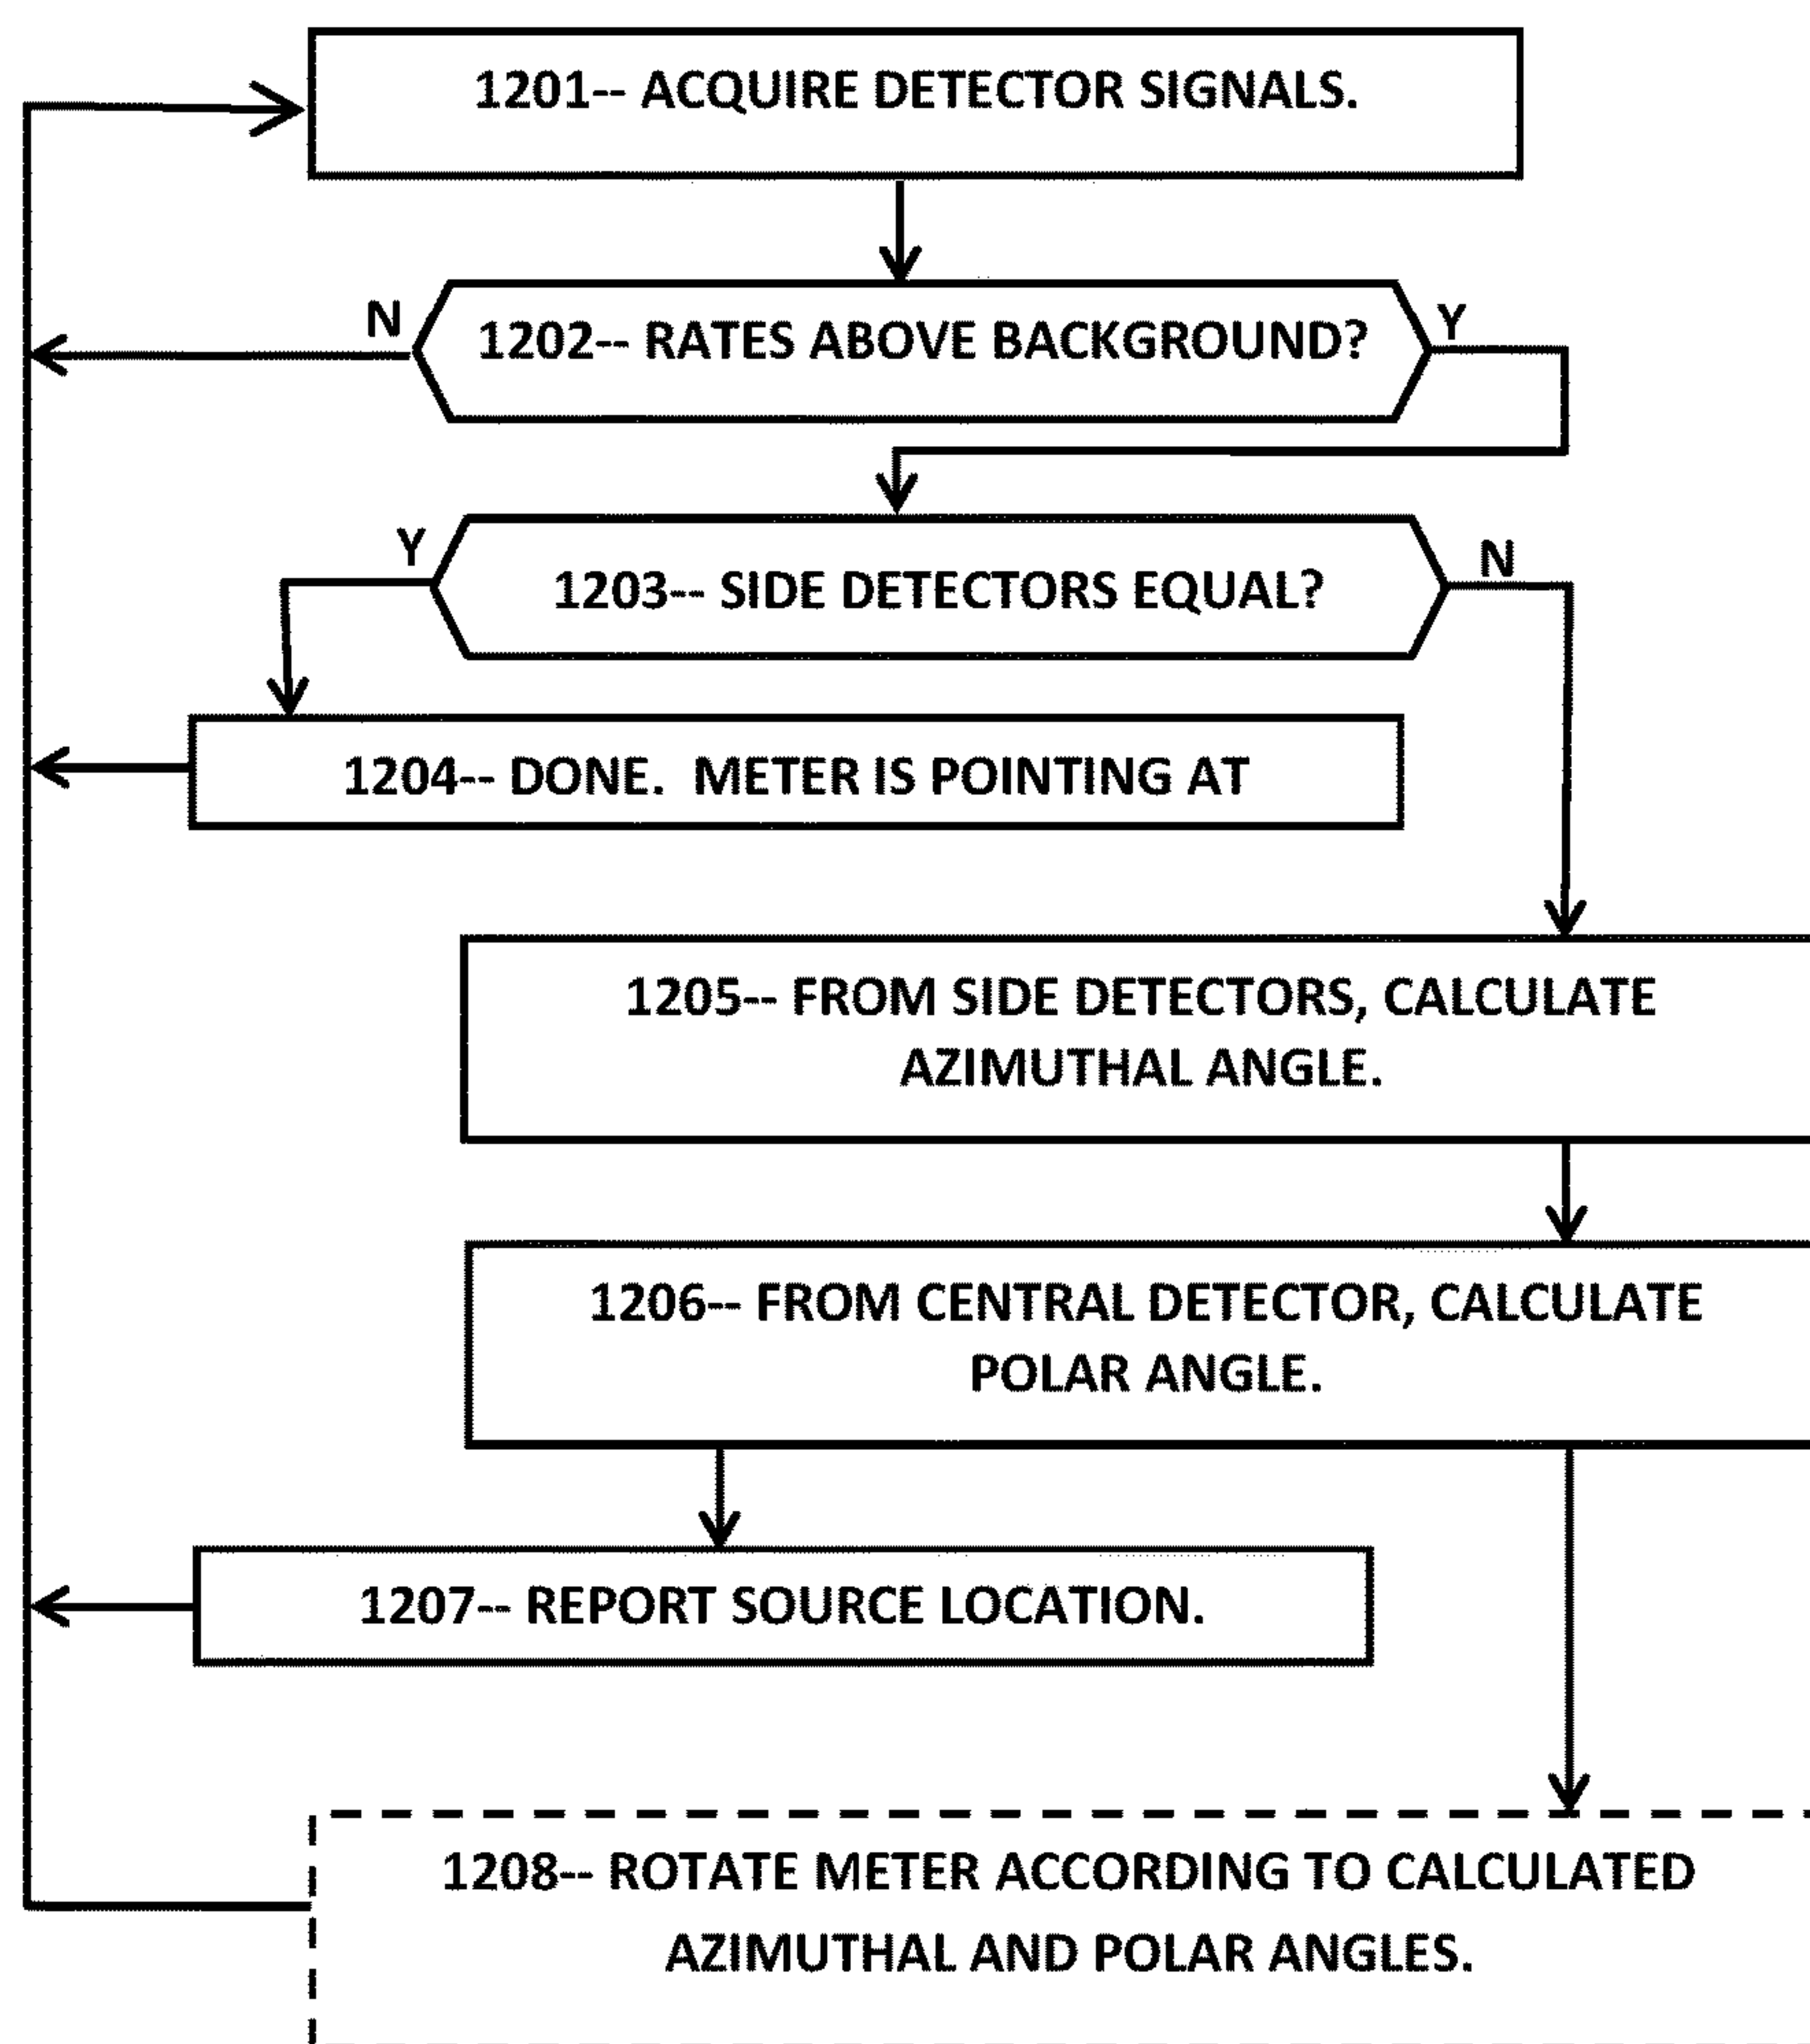 1201-- ACQUIRE DETECTOR SIGNALS.
N
1202-- RATES ABOVE BACKGROUND?
Y
Y
1203-- SIDE DETECTORS EQUAL?
N
1204-- DONE. METER IS POINTING AT
1205-- FROM SIDE DETECTORS, CALCULATE
AZIMUTHAL ANGLE.
1206-- FROM CENTRAL DETECTOR, CALCULATE
POLAR ANGLE.
1207-- REPORT SOURCE LOCATION.
1208-- ROTATE METER ACCORDING TO CALCULATED
AZIMUTHAL AND POLAR ANGLES.